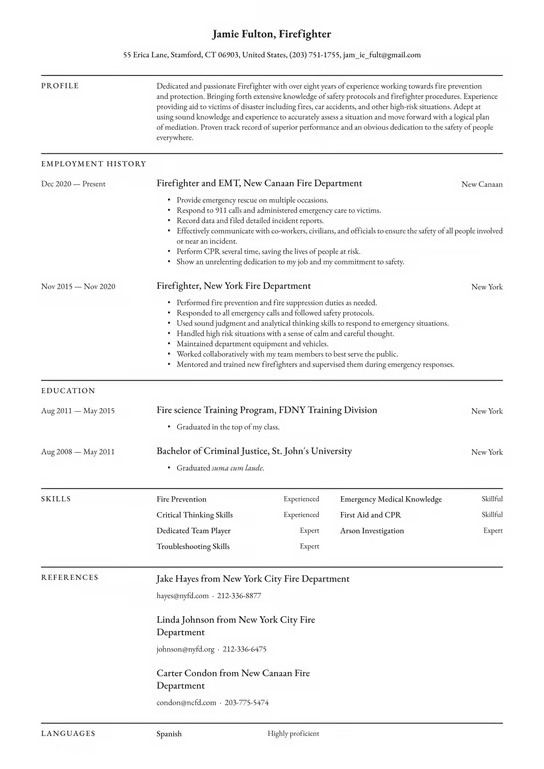 Jamie Fulton, Firefighter
55 Erica Lane, Stamford, CT 06903, United States, (203) 751-1755, jam_ie_fult@gmail.com
PROFILE
Dedicated and passionate Firefighter with over eight years of experience working towards fire prevention
and protection. Bringing forth extensive knowledge of safety protocols and firefighter procedures. Experience
providing aid to victims of disaster including fires, car accidents, and other high-risk situations. Adept at
using sound knowledge and experience to accurately assess a situation and move forward with a logical plan
of mediation. Proven track record of superior performance and an obvious dedication to the safety of people
everywhere.
EMPLOYMENT HISTORY
Dec 2020 — Present
Firefighter and EMT, New Canaan Fire Department
New Canaan
• Provide emergency rescue on multiple occasions.
• Respond to 911 calls and administered emergency care to victims.
• Record data and filed detailed incident reports.
• Effectively communicate with co-workers, civilians, and officials to ensure the safety of all people involved
or near an incident.
• Perform CPR several time, saving the lives of people at risk.
• Show an unrelenting dedication to my job and my commitment to safety.
Nov 2015 — Nov 2020
Firefighter, New York Fire Department
New York
• Performed fire prevention and fire suppression duties as needed.
• Responded to all emergency calls and followed safety protocols.
• Used sound judgment and analytical thinking skills to respond to emergency situations.
• Handled high risk situations with a sense of calm and careful thought.
• Maintained department equipment and vehicles.
• Worked collaboratively with my team members to best serve the public.
• Mentored and trained new firefighters and supervised them during emergency responses.
EDUCATION
Aug 2011 — May 2015
Fire science Training Program, FDNY Training Division
New York
• Graduated in the top of my class.
Aug 2008 — May 2011
Bachelor of Criminal Justice, St. John's University
New York
• Graduated suma cum laude.
SKILLS
Fire Prevention Experienced Emergency Medical Knowledge Skillful
Critical Thinking Skills Experienced First Aid and CPR Skillful
Dedicated Team Player Expert Arson Investigation Expert
Troubleshooting Skills Expert
REFERENCES
Jake Hayes from New York City Fire Department
hayes@nyfd.com · 212-336-8877
Linda Johnson from New York City Fire
Department
johnson@nyfd.org · 212-336-6475
Carter Condon from New Canaan Fire
Department
condon@ncfd.com · 203-775-5474
LANGUAGES
Spanish Highly proficient